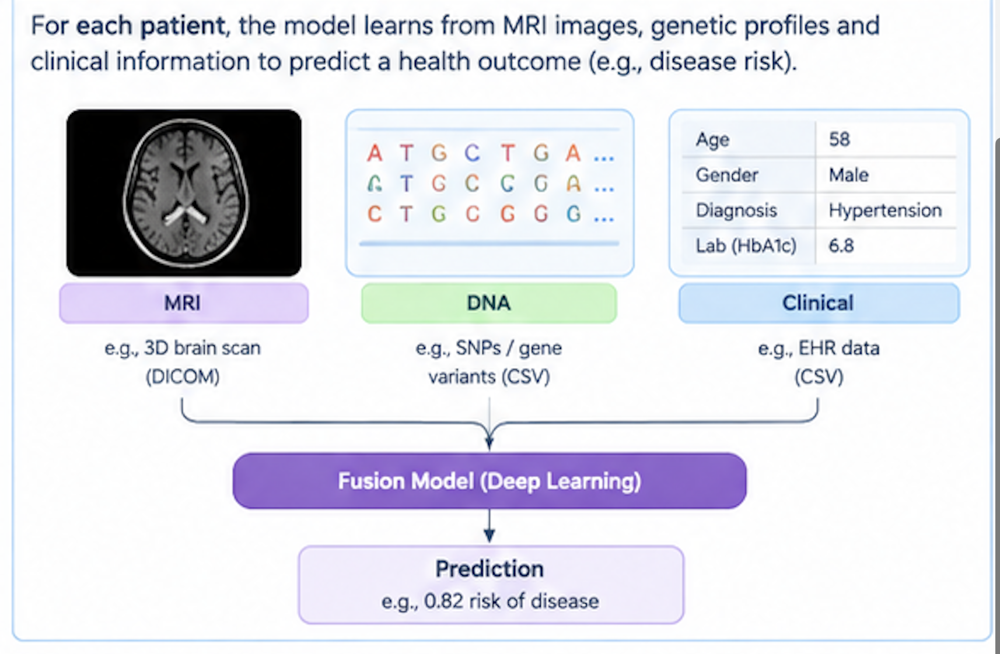 For each patient, the model learns from MRI images, genetic profiles and
clinical information to predict a health outcome (e.g., disease risk).
A T G C T G A ...
T G C C G A ...
C T G C G G G ...
Age 58
Gender Male
Diagnosis Hypertension
Lab (HbA1c) 6.8
MRI
DNA
Clinical
e.g., 3D brain scan
(DICOM)
e.g., SNPs / gene
variants (CSV)
e.g., EHR data
(CSV)
Fusion Model (Deep Learning)
Prediction
e.g., 0.82 risk of disease